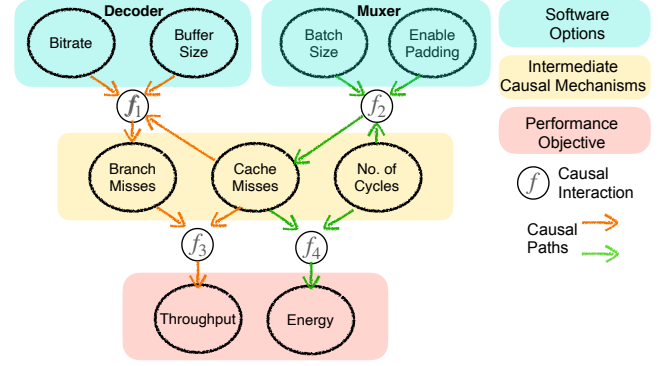 Decoder
Muxer
Bitrate
Buffer
Size
Batch
Size
Enable
Padding
Software
Options
f1
f2
Intermediate
Causal Mechanisms
Branch
Misses
Cache
Misses
No. of
Cycles
Performance
Objective
f3
f4
f
Causal
Interaction
Causal
Paths
Throughput
Energy